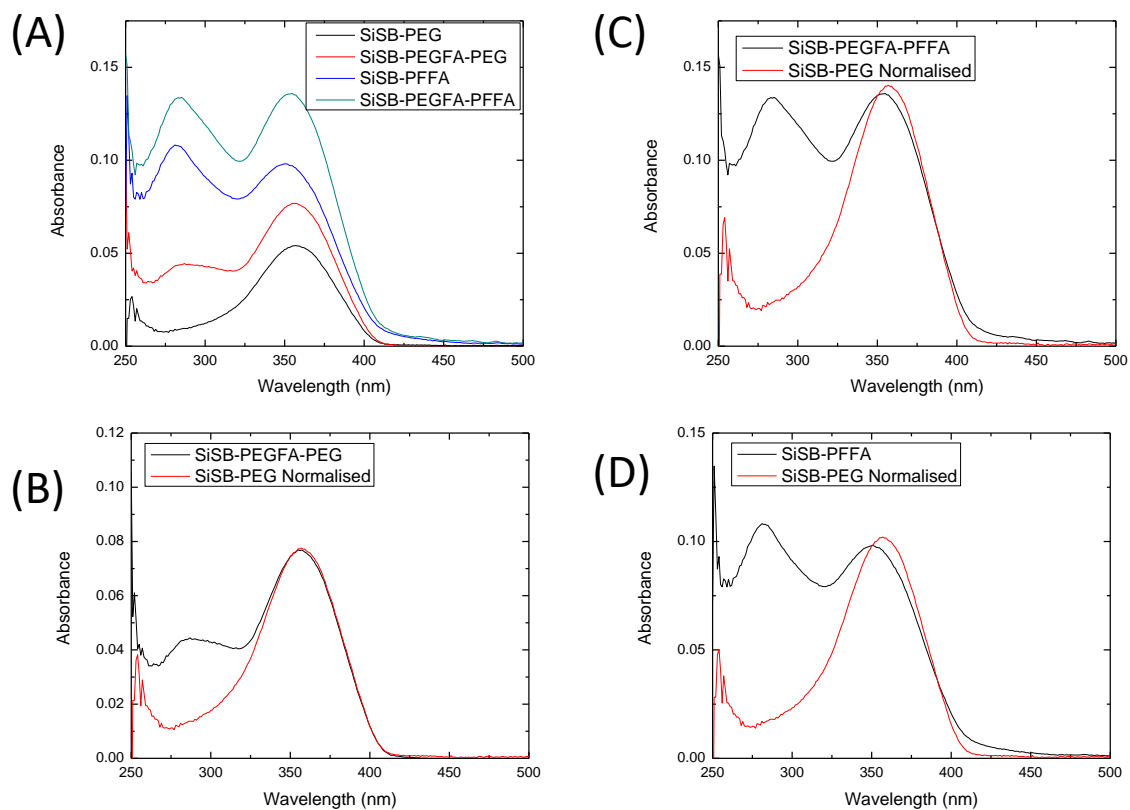 (A)
SiSB-PEG
SiSB-PEGFA-PEG
SiSB-PFFA
SiSB-PEGFA-PFFA
0.15
0.10
0.05
0.00
Absorbance
250 300 350 400 450 500
Wavelength (nm)
(C)
SiSB-PEGFA-PFFA
SiSB-PEG Normalised
0.15
0.10
0.05
0.00
Absorbance
250 300 350 400 450 500
Wavelength (nm)
(B)
SiSB-PEGFA-PEG
SiSB-PEG Normalised
0.12
0.10
0.08
0.06
0.04
0.02
0.00
Absorbance
250 300 350 400 450 500
Wavelength (nm)
(D)
SiSB-PFFA
SiSB-PEG Normalised
0.15
0.10
0.05
0.00
Absorbance
250 300 350 400 450 500
Wavelength (nm)